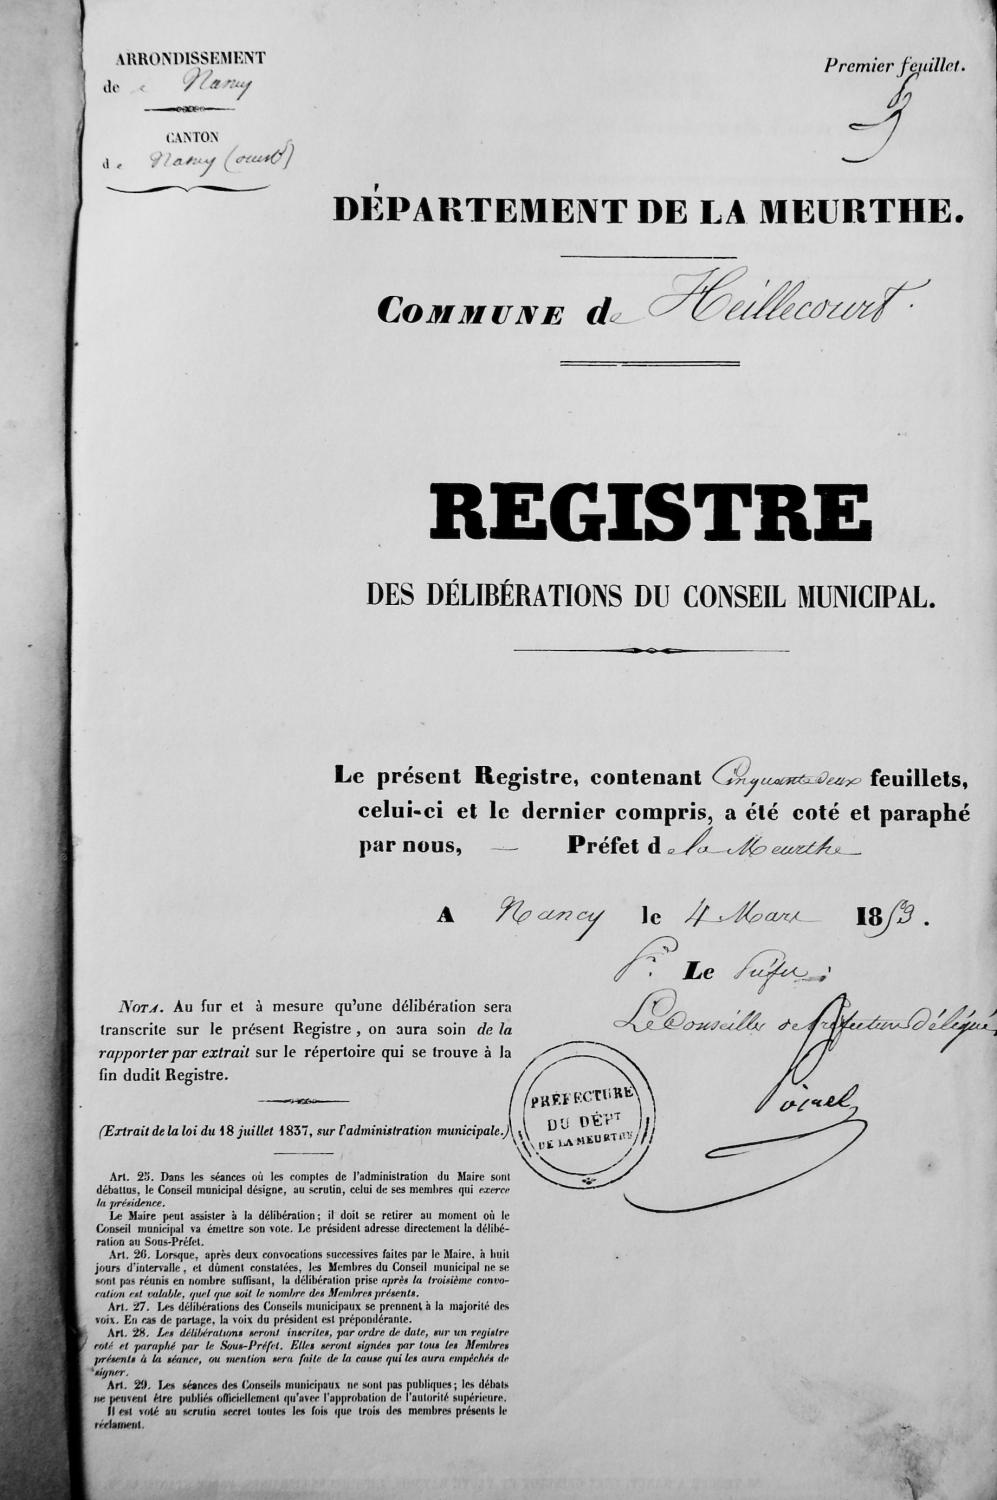 ARRONDISSEMENT
de Nancy
CANTON
de Nancy (ouest)
Premier feuillet.
DÉPARTEMENT DE LA MEURTHE.
COMMUNE de Heillecourt.
REGISTRE
DES DÉLIBÉRATIONS DU CONSEIL MUNICIPAL.
Le présent Registre, contenant Cinquante deux feuillets,
celui-ci et le dernier compris, a été coté et paraphé
par nous, — Préfet de la Meurthe
A Nancy le 4 Mars 1853.
Pr. Le Préfet :
Le Conseiller de Préfecture Délégué,
NOTA. Au fur et à mesure qu'une délibération sera
transcrite sur le présent Registre, on aura soin de la
rapporter par extrait sur le répertoire qui se trouve à la
fin dudit Registre.
PRÉFECTURE
DU DÉPT
DE LA MEURTHE
(Extrait de la loi du 18 juillet 1837, sur l'administration municipale.)
Art. 25. Dans les séances où les comptes de l'administration du Maire sont
débattus, le Conseil municipal désigne, au scrutin, celui de ses membres qui exerce
la présidence.
Le Maire peut assister à la délibération; il doit se retirer au moment où le
Conseil municipal va émettre son vote. Le président adresse directement la délibé-
ration au Sous-Préfet.
Art. 26. Lorsque, après deux convocations successives faites par le Maire, à huit
jours d'intervalle, et dûment constatées, les Membres du Conseil municipal ne se
sont pas réunis en nombre suffisant, la délibération prise après la troisième convo-
cation est valable, quel que soit le nombre des Membres présents.
Art. 27. Les délibérations des Conseils municipaux se prennent à la majorité des
voix. En cas de partage, la voix du président est prépondérante.
Art. 28. Les délibérations seront inscrites, par ordre de date, sur un registre
coté et paraphé par le Sous-Préfet. Elles seront signées par tous les Membres
présents à la séance, ou mention sera faite de la cause qui les aura empêchés de
signer.
Art. 29. Les séances des Conseils municipaux ne sont pas publiques; les débats
ne peuvent être publiés officiellement qu'avec l'approbation de l'autorité supérieure.
Il est voté au scrutin secret toutes les fois que trois des membres présents le
réclament.